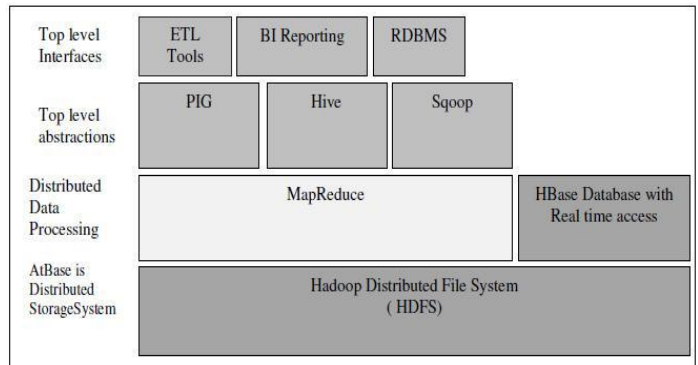 Top level
Interfaces
ETL
Tools
BI Reporting
RDBMS
Top level
abstractions
PIG
Hive
Sqoop
Distributed
Data
Processing
MapReduce
HBase Database with
Real time access
AtBase is
Distributed
StorageSystem
Hadoop Distributed File System
( HDFS)